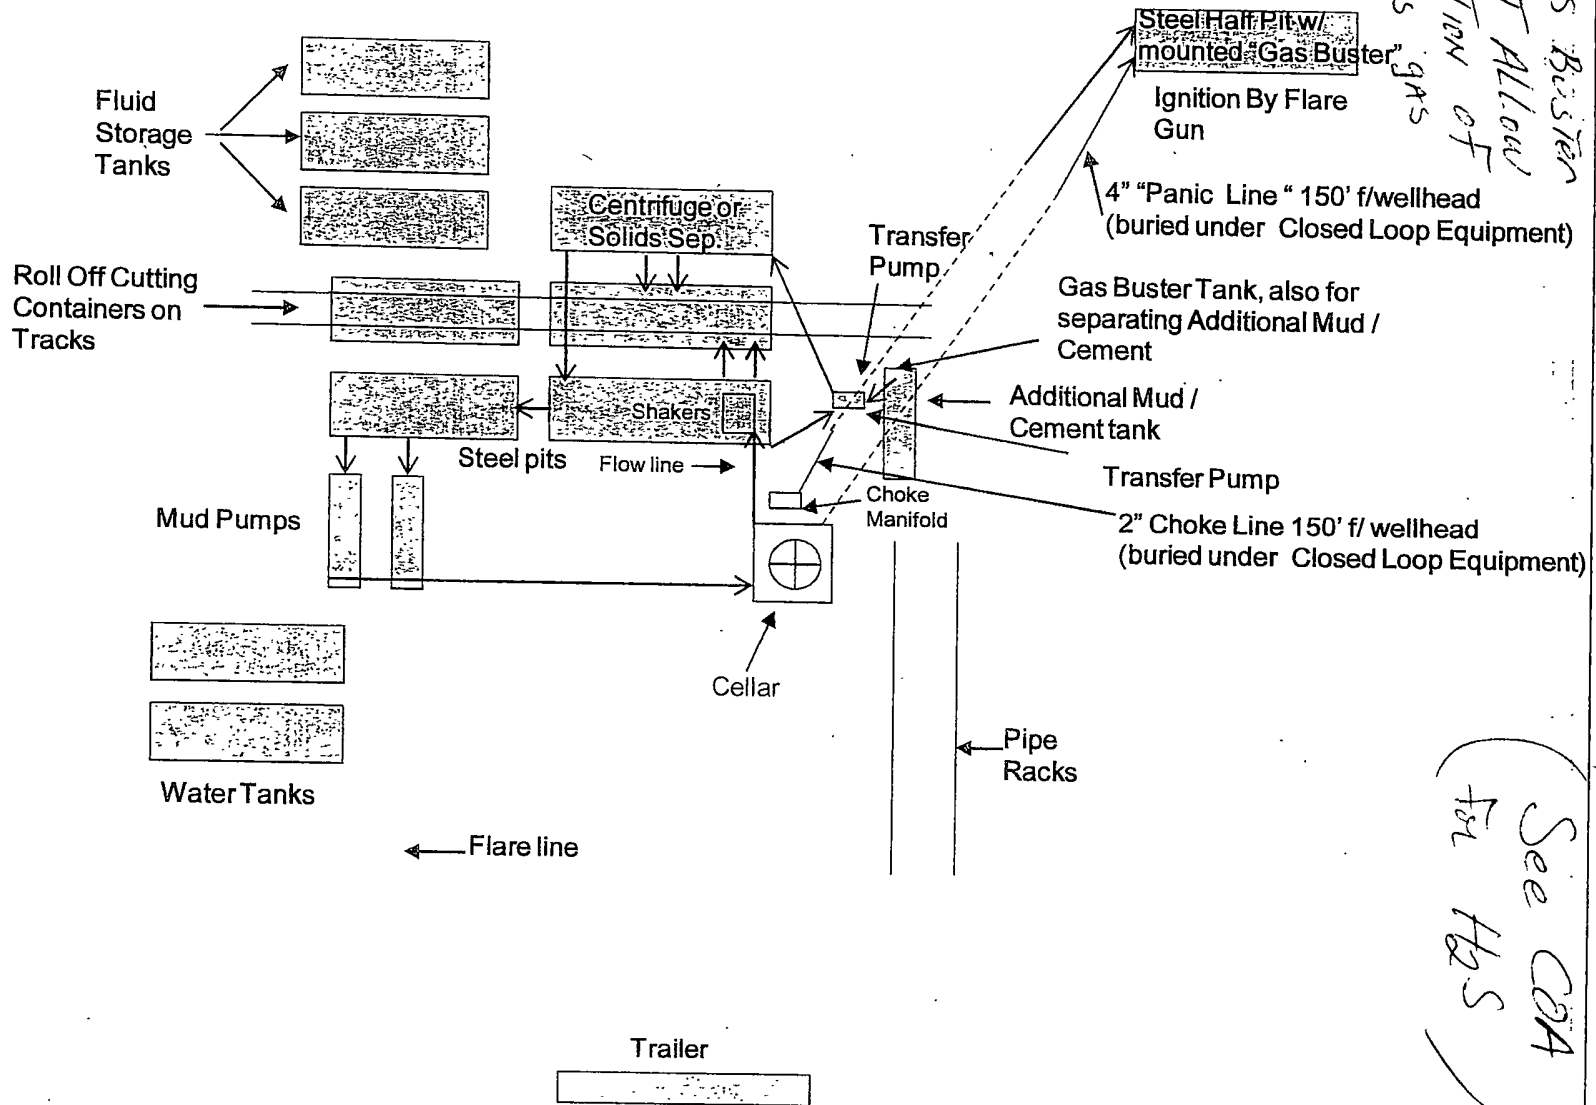 Steel Half Pit w/
mounted "Gas Buster"
Ignition By Flare
Gun
Fluid
Storage
Tanks
4" "Panic Line " 150' f/wellhead
(buried under Closed Loop Equipment)
Centrifuge or
Solids Sep.
Transfer
Pump
Roll Off Cutting
Containers on
Tracks
Gas Buster Tank, also for
separating Additional Mud /
Cement
Shakers
Additional Mud /
Cement tank
Steel pits
Flow line
Transfer Pump
Mud Pumps
Choke
Manifold
2" Choke Line 150' f/ wellhead
(buried under Closed Loop Equipment)
Cellar
Pipe
Racks
Water Tanks
Flare line
Trailer
Buster
Allow
of
gas
(See COA
for H2S)